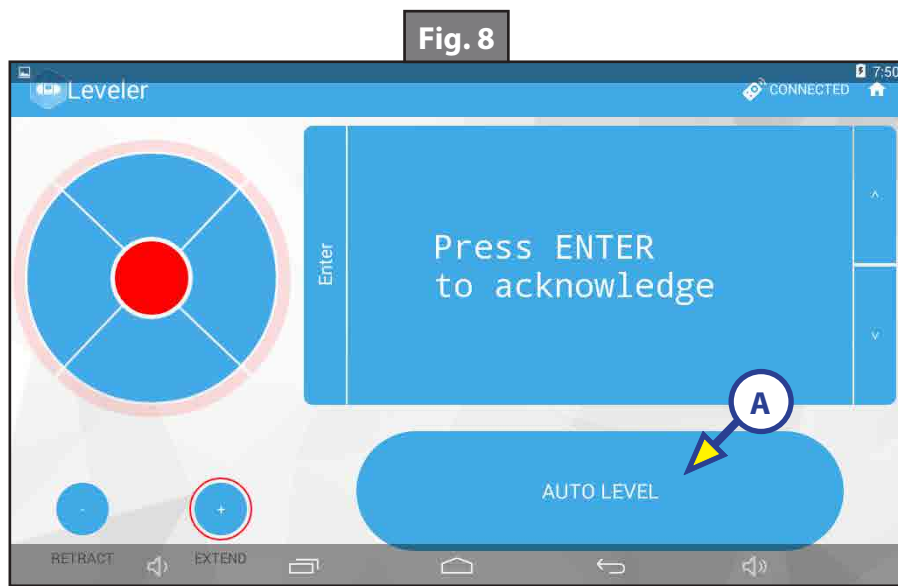 Fig. 8
7:50
Leveler
CONNECTED
Enter
Press ENTER
to acknowledge
^
v
A
AUTO LEVEL
-
+
RETRACT
EXTEND